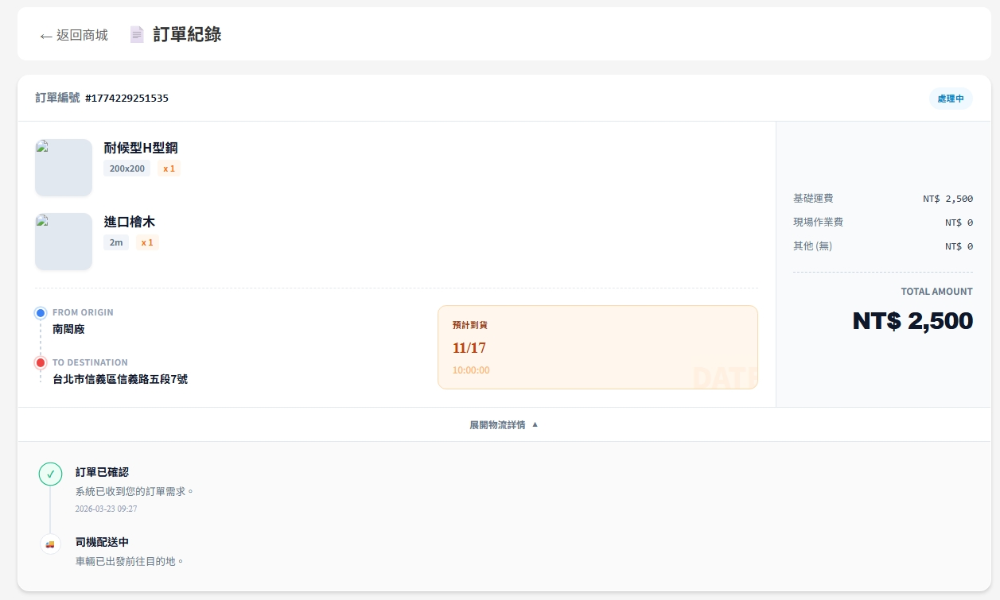 ← 返回商城
訂單紀錄
訂單編號 #1774229251535
處理中
耐候型H型鋼
200x200 x 1
進口檜木
2m x 1
FROM ORIGIN
南閎廠
TO DESTINATION
台北市信義區信義路五段7號
預計到貨
11/17
10:00:00
DATE
基礎運費 NT$ 2,500
現場作業費 NT$ 0
其他 (無) NT$ 0
TOTAL AMOUNT
NT$ 2,500
展開物流詳情 ▲
✓ 訂單已確認
系統已收到您的訂單需求。
2026-03-23 09:27
司機配送中
車輛已出發前往目的地。